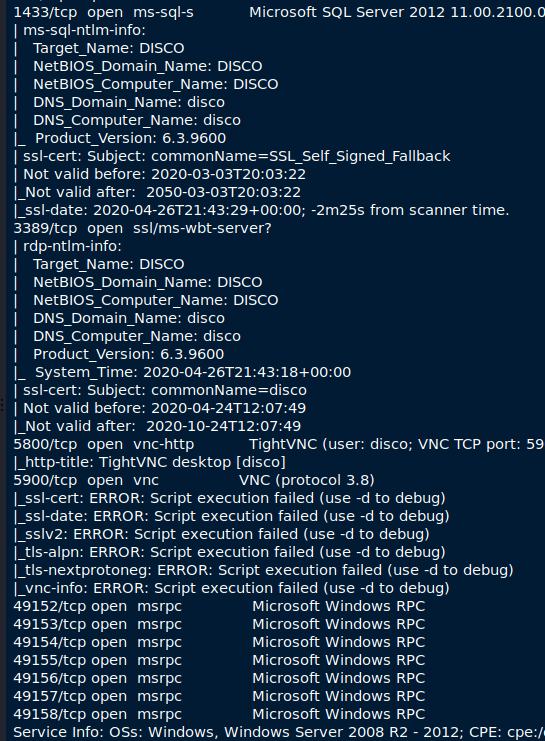 1433/tcp  open  ms-sql-s            Microsoft SQL Server 2012 11.00.2100.0
| ms-sql-ntlm-info:
|   Target_Name: DISCO
|   NetBIOS_Domain_Name: DISCO
|   NetBIOS_Computer_Name: DISCO
|   DNS_Domain_Name: disco
|   DNS_Computer_Name: disco
|_  Product_Version: 6.3.9600
| ssl-cert: Subject: commonName=SSL_Self_Signed_Fallback
| Not valid before: 2020-03-03T20:03:22
|_Not valid after:  2050-03-03T20:03:22
|_ssl-date: 2020-04-26T21:43:29+00:00; -2m25s from scanner time.
3389/tcp  open  ssl/ms-wbt-server?
| rdp-ntlm-info:
|   Target_Name: DISCO
|   NetBIOS_Domain_Name: DISCO
|   NetBIOS_Computer_Name: DISCO
|   DNS_Domain_Name: disco
|   DNS_Computer_Name: disco
|   Product_Version: 6.3.9600
|_  System_Time: 2020-04-26T21:43:18+00:00
| ssl-cert: Subject: commonName=disco
| Not valid before: 2020-04-24T12:07:49
|_Not valid after:  2020-10-24T12:07:49
5800/tcp  open  vnc-http            TightVNC (user: disco; VNC TCP port: 59
|_http-title: TightVNC desktop [disco]
5900/tcp  open  vnc                 VNC (protocol 3.8)
|_ssl-cert: ERROR: Script execution failed (use -d to debug)
|_ssl-date: ERROR: Script execution failed (use -d to debug)
|_sslv2: ERROR: Script execution failed (use -d to debug)
|_tls-alpn: ERROR: Script execution failed (use -d to debug)
|_tls-nextprotoneg: ERROR: Script execution failed (use -d to debug)
|_vnc-info: ERROR: Script execution failed (use -d to debug)
49152/tcp open  msrpc               Microsoft Windows RPC
49153/tcp open  msrpc               Microsoft Windows RPC
49154/tcp open  msrpc               Microsoft Windows RPC
49155/tcp open  msrpc               Microsoft Windows RPC
49156/tcp open  msrpc               Microsoft Windows RPC
49157/tcp open  msrpc               Microsoft Windows RPC
49158/tcp open  msrpc               Microsoft Windows RPC
Service Info: OSs: Windows, Windows Server 2008 R2 - 2012; CPE: cpe:/